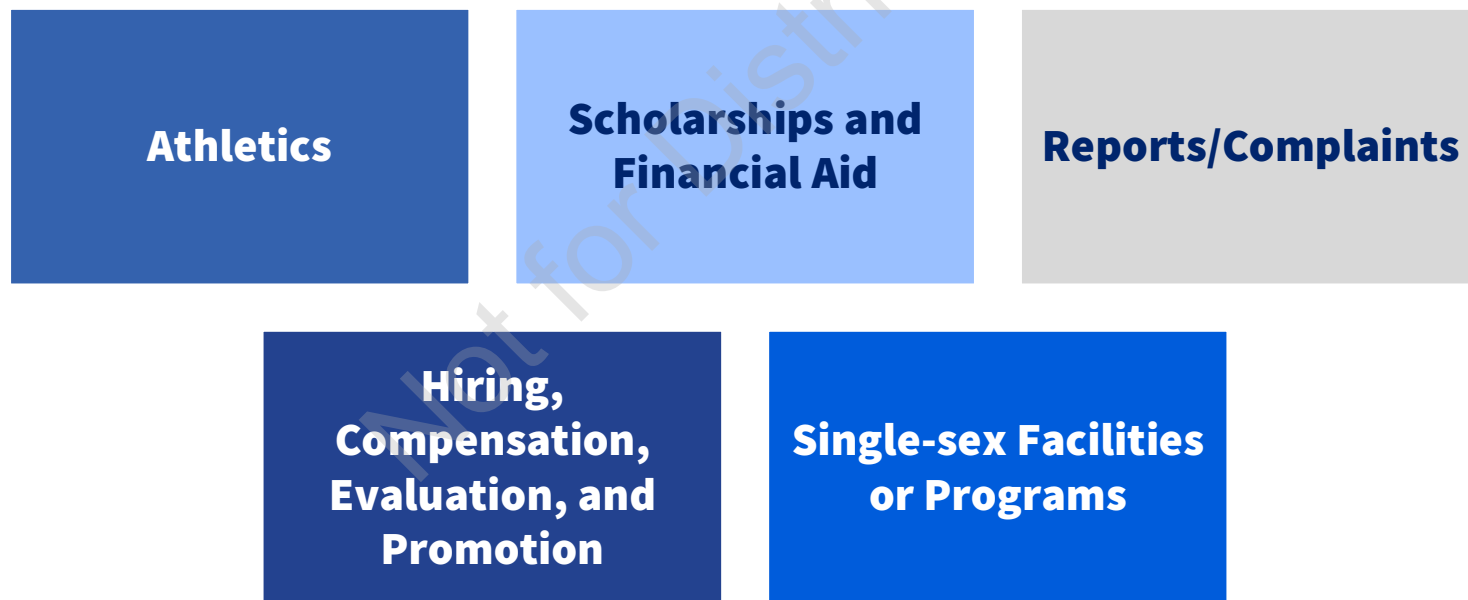 Athletics
Scholarships and
Financial Aid
Reports/Complaints
Hiring,
Compensation,
Evaluation, and
Promotion
Single-sex Facilities
or Programs
Not for Distri